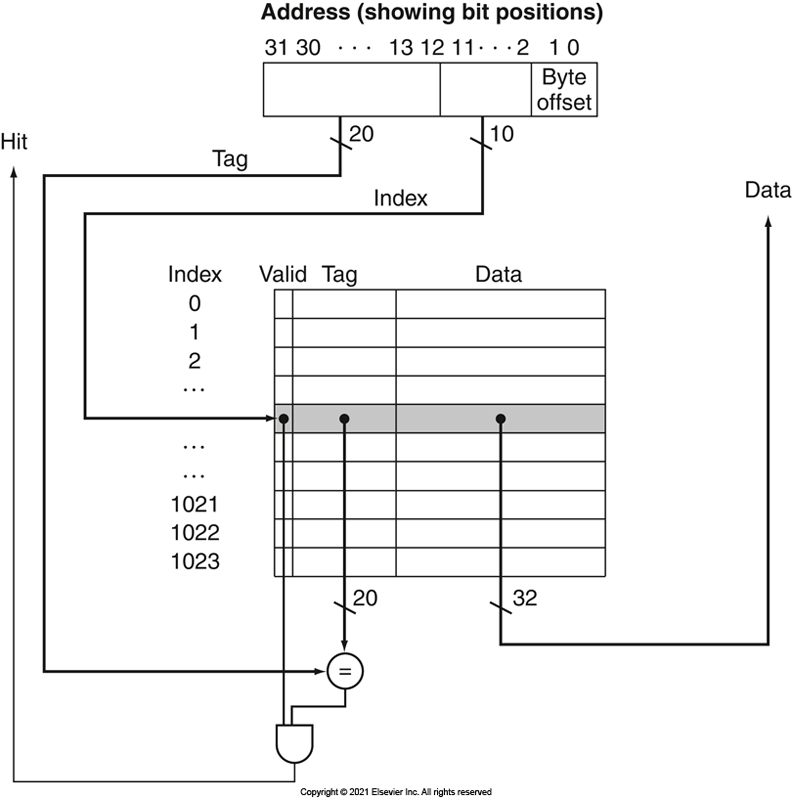 Address (showing bit positions)
31 30 ··· 13 12 11 ··· 2 1 0
Byte
offset
Hit
20
10
Tag
Index
Data
Index Valid Tag Data
0
1
2
···
···
···
1021
1022
1023
20
32
=
Copyright © 2021 Elsevier Inc. All rights reserved